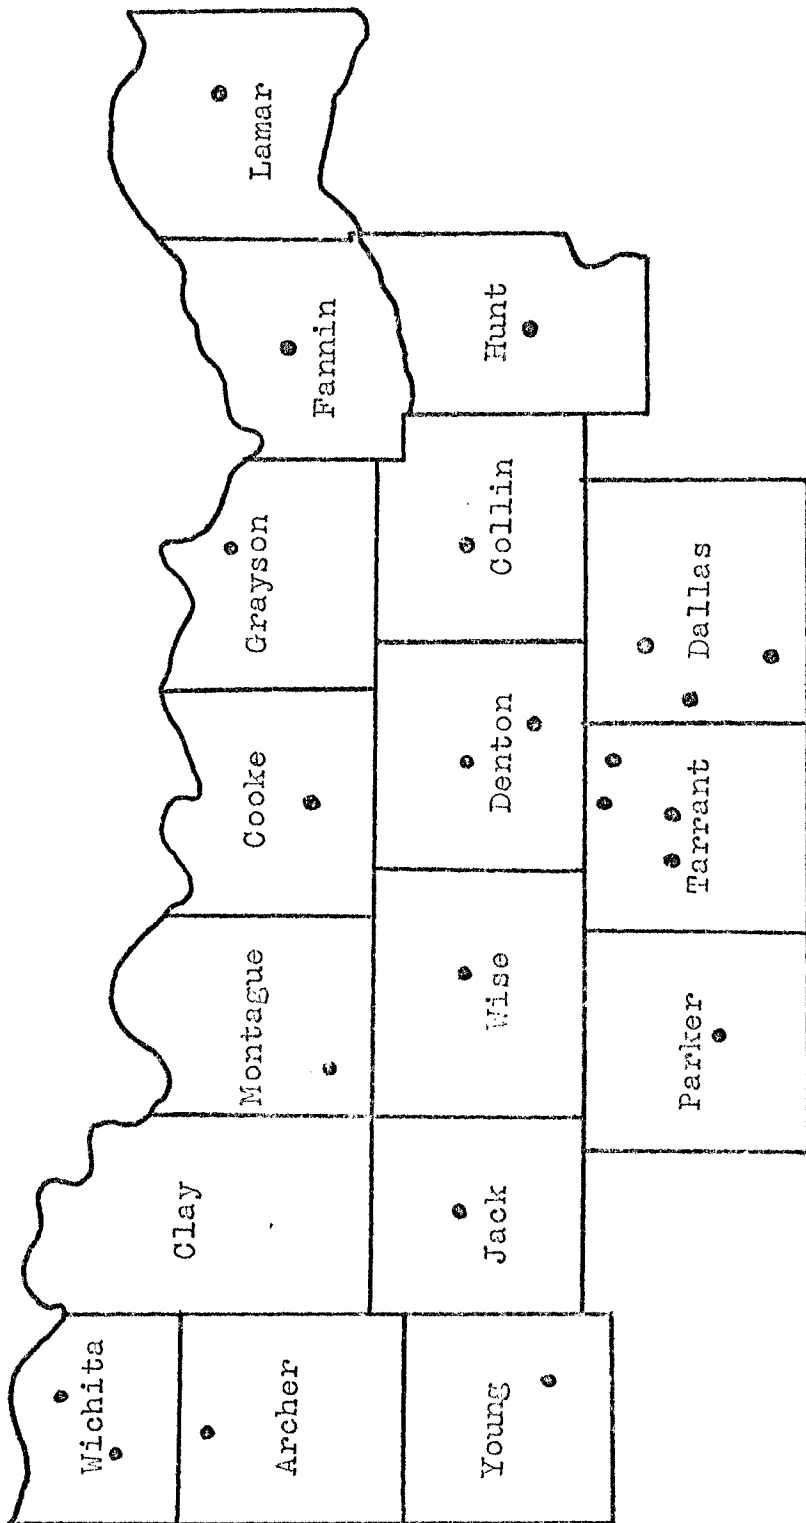 Wichita
Archer
Young
Clay
Jack
Montague
Wise
Parker
Cooke
Denton
Tarrant
Grayson
Collin
Dallas
Fannin
Hunt
Lamar